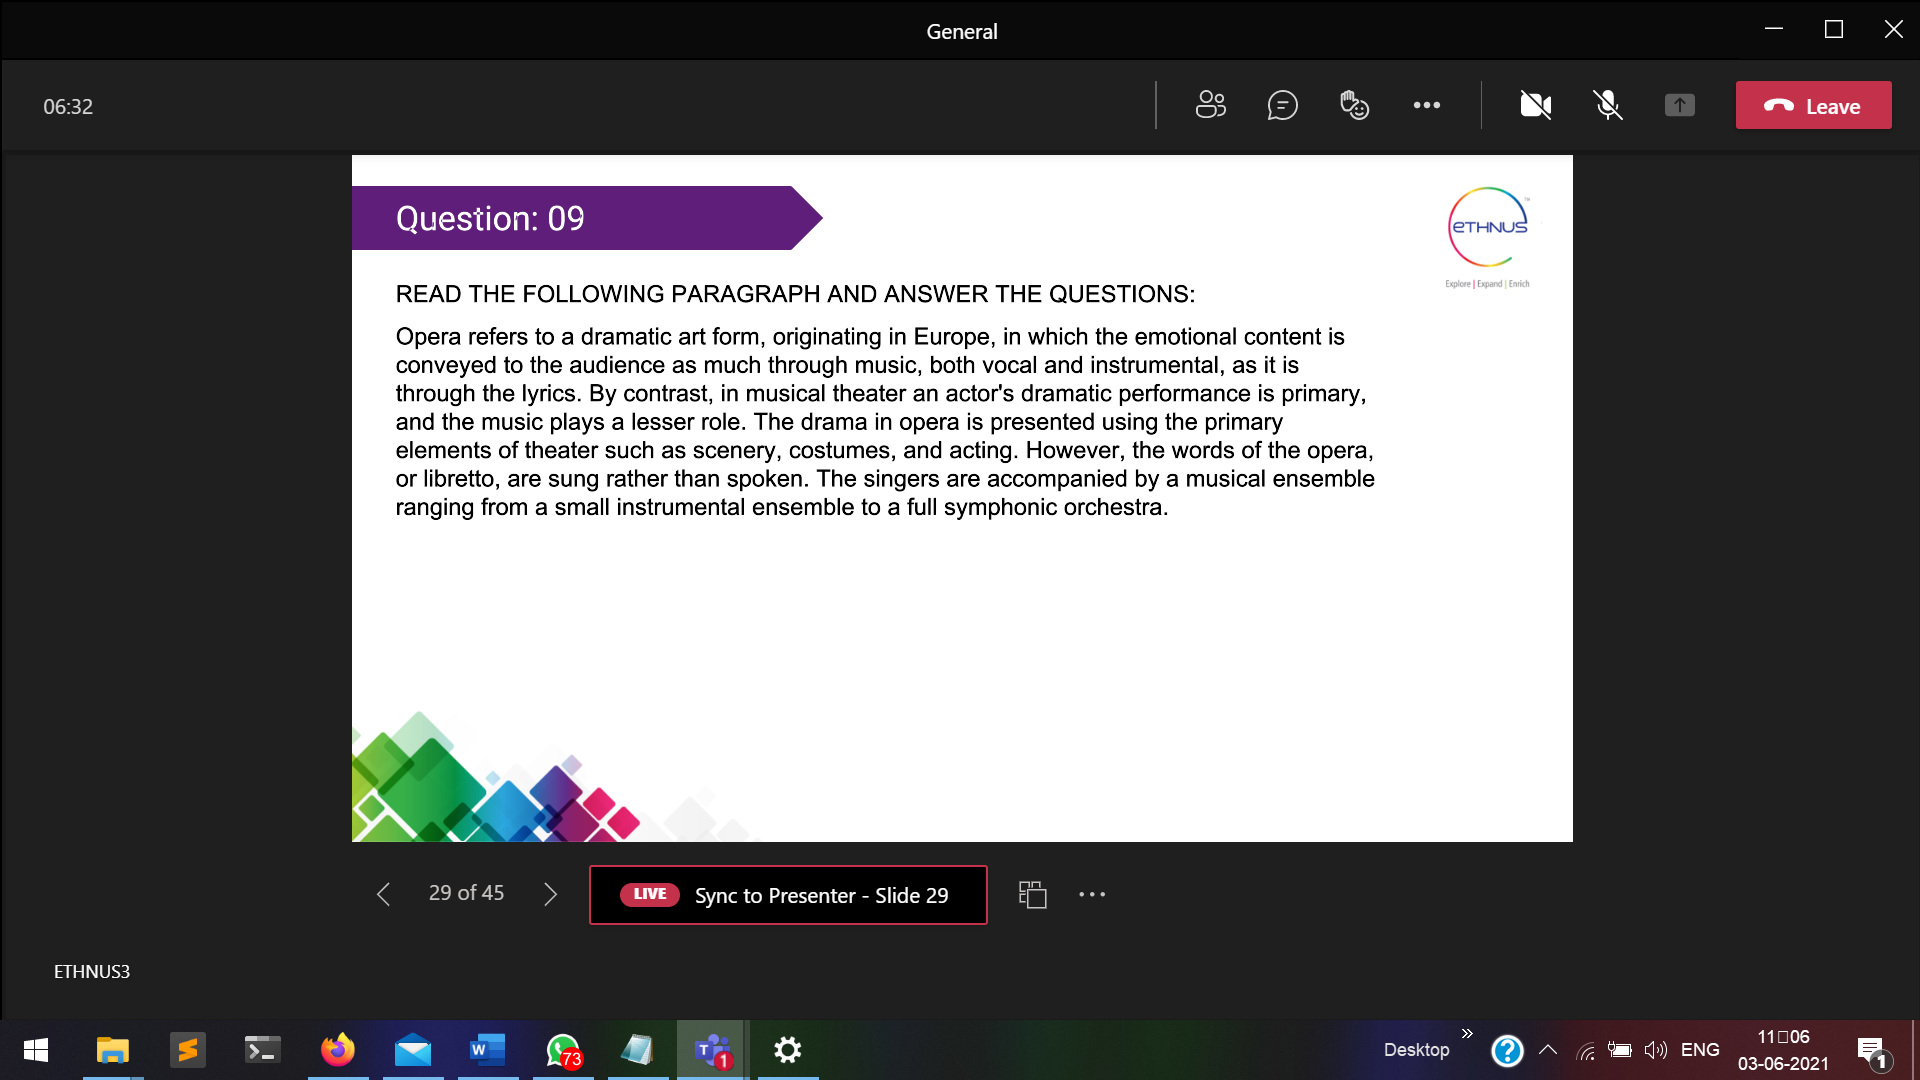 General
06:32
Leave
Question: 09
eTHNUS
TM
Explore | Expand | Enrich
READ THE FOLLOWING PARAGRAPH AND ANSWER THE QUESTIONS:
Opera refers to a dramatic art form, originating in Europe, in which the emotional content is
conveyed to the audience as much through music, both vocal and instrumental, as it is
through the lyrics. By contrast, in musical theater an actor's dramatic performance is primary,
and the music plays a lesser role. The drama in opera is presented using the primary
elements of theater such as scenery, costumes, and acting. However, the words of the opera,
or libretto, are sung rather than spoken. The singers are accompanied by a musical ensemble
ranging from a small instrumental ensemble to a full symphonic orchestra.
29 of 45
LIVE Sync to Presenter - Slide 29
ETHNUS3
W
73
T
1
Desktop
ENG
11▯06
03-06-2021
1